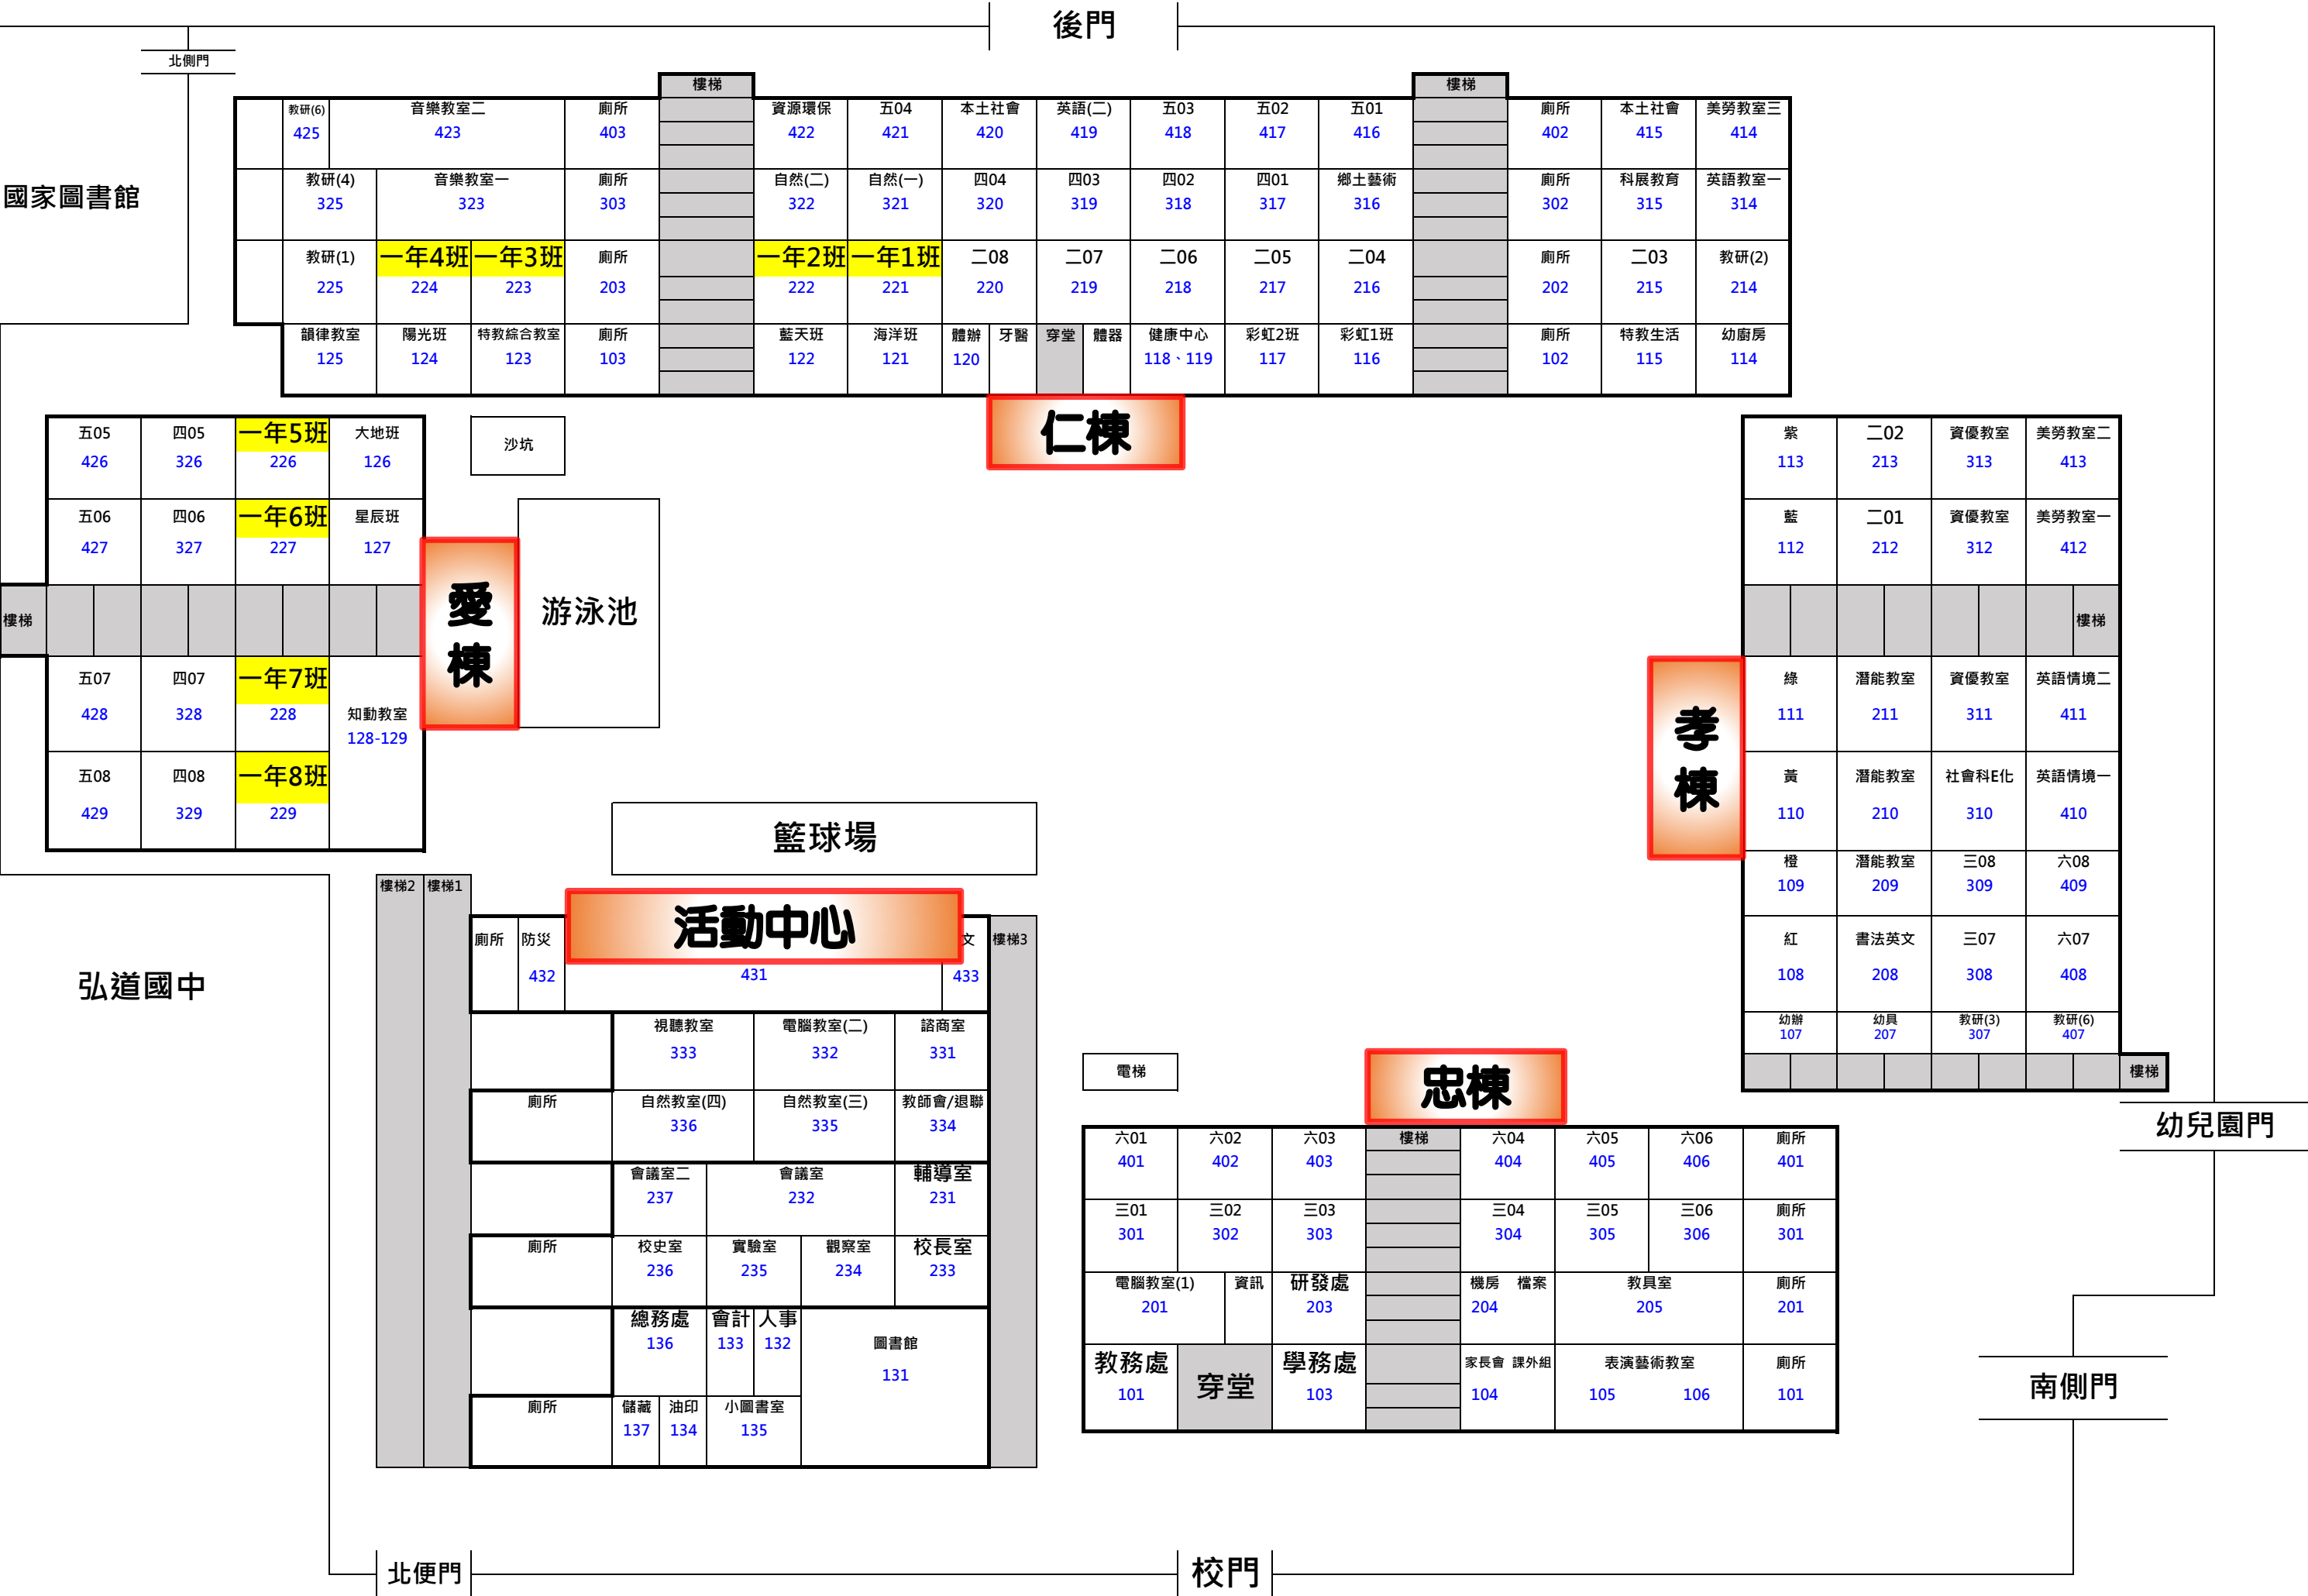 後門
北側門
國家圖書館
樓梯 樓梯
教研(6) 音樂教室二 廁所 資源環保 五04 本土社會 英語(二) 五03 五02 五01 廁所 本土社會 美勞教室三
425 423 403 422 421 420 419 418 417 416 402 415 414
教研(4) 音樂教室一 廁所 自然(二) 自然(一) 四04 四03 四02 四01 鄉土藝術 廁所 科展教育 英語教室一
325 323 303 322 321 320 319 318 317 316 302 315 314
教研(1) 一年4班 一年3班 廁所 一年2班 一年1班 二08 二07 二06 二05 二04 廁所 二03 教研(2)
225 224 223 203 222 221 220 219 218 217 216 202 215 214
韻律教室 陽光班 特教綜合教室 廁所 藍天班 海洋班 體辦 牙醫 穿堂 體器 健康中心 彩虹2班 彩虹1班 廁所 特教生活 幼廚房
125 124 123 103 122 121 120 118、119 117 116 102 115 114
仁棟
五05 四05 一年5班 大地班
426 326 226 126
五06 四06 一年6班 星辰班
427 327 227 127
樓梯
五07 四07 一年7班
428 328 228
知動教室
128-129
五08 四08 一年8班
429 329 229
愛棟
沙坑
游泳池
籃球場
紫 二02 資優教室 美勞教室二
113 213 313 413
藍 二01 資優教室 美勞教室一
112 212 312 412
樓梯
綠 潛能教室 資優教室 英語情境二
111 211 311 411
黃 潛能教室 社會科E化 英語情境一
110 210 310 410
橙 潛能教室 三08 六08
109 209 309 409
紅 書法英文 三07 六07
108 208 308 408
幼辦 幼具 教研(3) 教研(6)
107 207 307 407
樓梯
孝棟
弘道國中
樓梯2 樓梯1
活動中心
廁所 防災 文 樓梯3
432 431 433
視聽教室 電腦教室(二) 諮商室
333 332 331
廁所 自然教室(四) 自然教室(三) 教師會/退聯
336 335 334
會議室二 會議室 輔導室
237 232 231
廁所 校史室 實驗室 觀察室 校長室
236 235 234 233
總務處 會計 人事
136 133 132
圖書館
131
廁所 儲藏 油印 小圖書室
137 134 135
電梯
忠棟
六01 六02 六03 樓梯 六04 六05 六06 廁所
401 402 403 404 405 406 401
三01 三02 三03 三04 三05 三06 廁所
301 302 303 304 305 306 301
電腦教室(1) 資訊 研發處 機房 檔案 教具室 廁所
201 203 204 205 201
教務處 穿堂 學務處 家長會 課外組 表演藝術教室 廁所
101 103 104 105 106 101
幼兒園門
南側門
北便門
校門